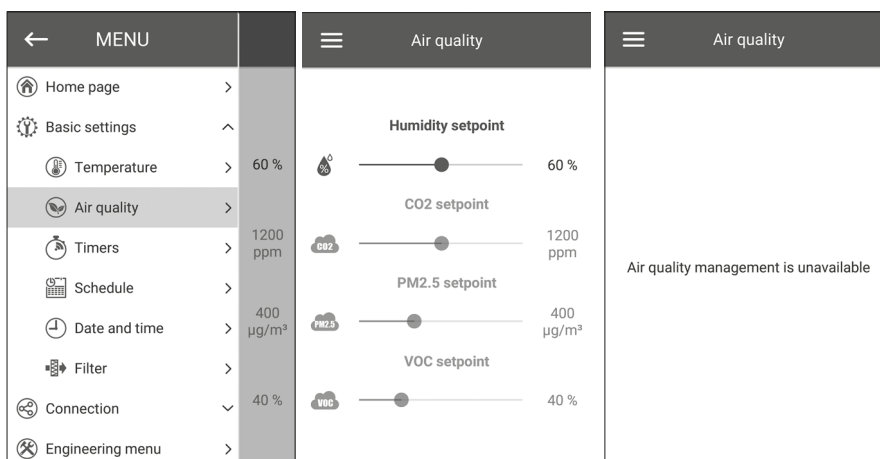 MENU
Home page
Basic settings
Temperature
60 %
Air quality
1200
ppm
Timers
Schedule
400
µg/m³
Date and time
Filter
40 %
Connection
Engineering menu
Air quality
Humidity setpoint
%
60 %
CO2 setpoint
CO2
1200
ppm
PM2.5 setpoint
PM2.5
400
µg/m³
VOC setpoint
VOC
40 %
Air quality
Air quality management is unavailable